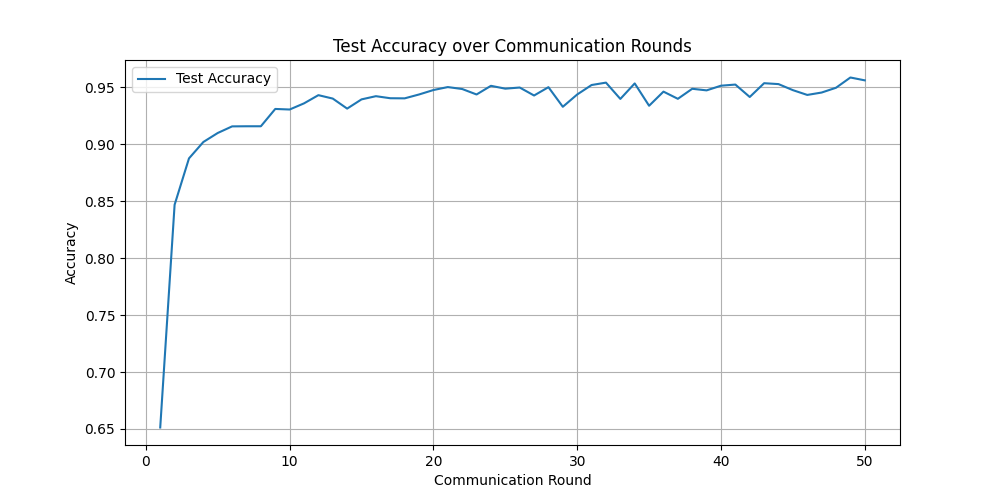 Test Accuracy over Communication Rounds
Test Accuracy
0.95
0.90
0.85
0.80
0.75
0.70
0.65
Accuracy
0 10 20 30 40 50
Communication Round